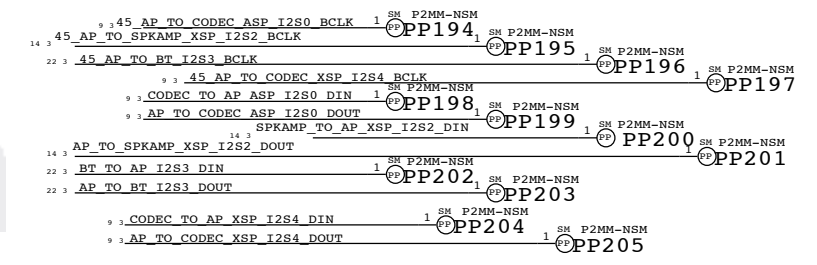 9 3 45_AP_TO_CODEC_ASP_I2S0_BCLK 1 SM P2MM-NSM PP PP194
14 3 45_AP_TO_SPKAMP_XSP_I2S2_BCLK 1 SM P2MM-NSM PP PP195
22 3 45_AP_TO_BT_I2S3_BCLK 1 SM P2MM-NSM PP PP196
9 3 45_AP_TO_CODEC_XSP_I2S4_BCLK 1 SM P2MM-NSM PP PP197
9 3 CODEC_TO_AP_ASP_I2S0_DIN 1 SM P2MM-NSM PP PP198
9 3 AP_TO_CODEC_ASP_I2S0_DOUT 1 SM P2MM-NSM PP PP199
14 3 SPKAMP_TO_AP_XSP_I2S2_DIN 1 SM P2MM-NSM PP PP200
14 3 AP_TO_SPKAMP_XSP_I2S2_DOUT 1 SM P2MM-NSM PP PP201
22 3 BT_TO_AP_I2S3_DIN 1 SM P2MM-NSM PP PP202
22 3 AP_TO_BT_I2S3_DOUT 1 SM P2MM-NSM PP PP203
9 3 CODEC_TO_AP_XSP_I2S4_DIN 1 SM P2MM-NSM PP PP204
9 3 AP_TO_CODEC_XSP_I2S4_DOUT 1 SM P2MM-NSM PP PP205